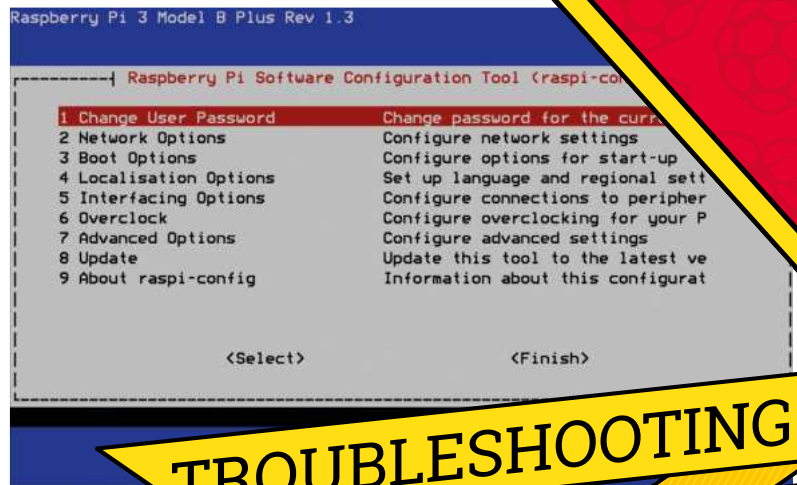 Raspberry Pi 3 Model B Plus Rev 1.3
Raspberry Pi Software Configuration Tool (raspi-co
1 Change User Password Change password for the curr
2 Network Options Configure network settings
3 Boot Options Configure options for start-up
4 Localisation Options Set up language and regional sett
5 Interfacing Options Configure connections to peripher
6 Overclock Configure overclocking for your P
7 Advanced Options Configure advanced settings
8 Update Update this tool to the latest ve
9 About raspi-config Information about this configurat
<Select> <Finish>
TROUBLESHOOTING